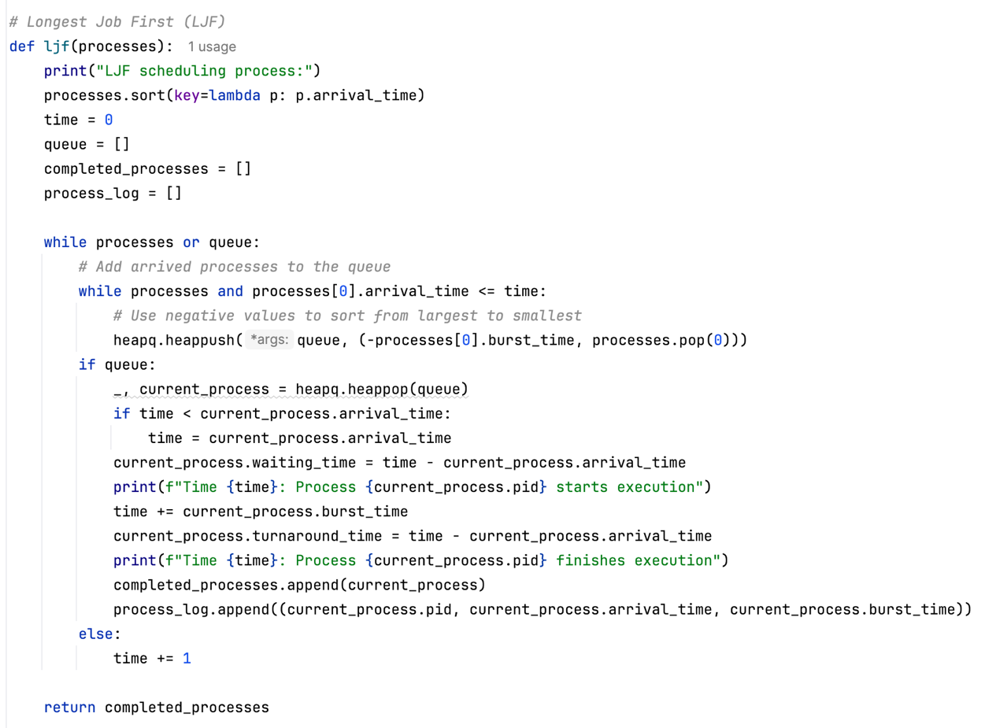 # Longest Job First (LJF)
def ljf(processes):  1 usage
    print("LJF scheduling process:")
    processes.sort(key=lambda p: p.arrival_time)
    time = 0
    queue = []
    completed_processes = []
    process_log = []
    while processes or queue:
        # Add arrived processes to the queue
        while processes and processes[0].arrival_time <= time:
            # Use negative values to sort from largest to smallest
            heapq.heappush( *args: queue, (-processes[0].burst_time, processes.pop(0)))
        if queue:
            _, current_process = heapq.heappop(queue)
            if time < current_process.arrival_time:
                time = current_process.arrival_time
            current_process.waiting_time = time - current_process.arrival_time
            print(f"Time {time}: Process {current_process.pid} starts execution")
            time += current_process.burst_time
            current_process.turnaround_time = time - current_process.arrival_time
            print(f"Time {time}: Process {current_process.pid} finishes execution")
            completed_processes.append(current_process)
            process_log.append((current_process.pid, current_process.arrival_time, current_process.burst_time))
        else:
            time += 1
    return completed_processes